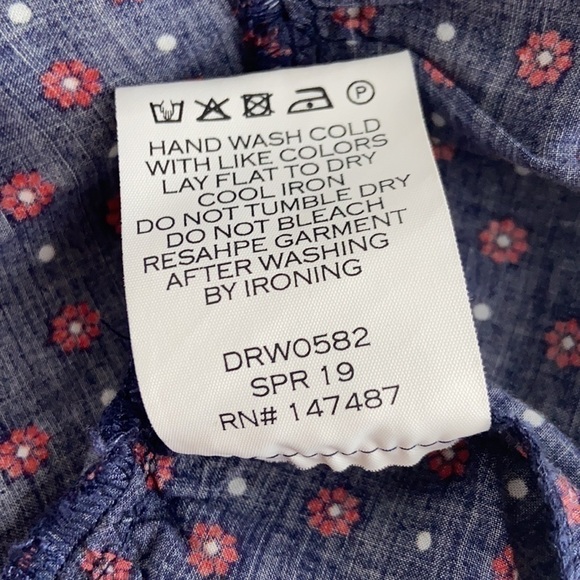 P
HAND WASH COLD
WITH LIKE COLORS
LAY FLAT TO DRY
COOL IRON
DO NOT TUMBLE DRY
DO NOT BLEACH
RESAHPE GARMENT
AFTER WASHING
BY IRONING
DRW0582
SPR 19
RN# 147487